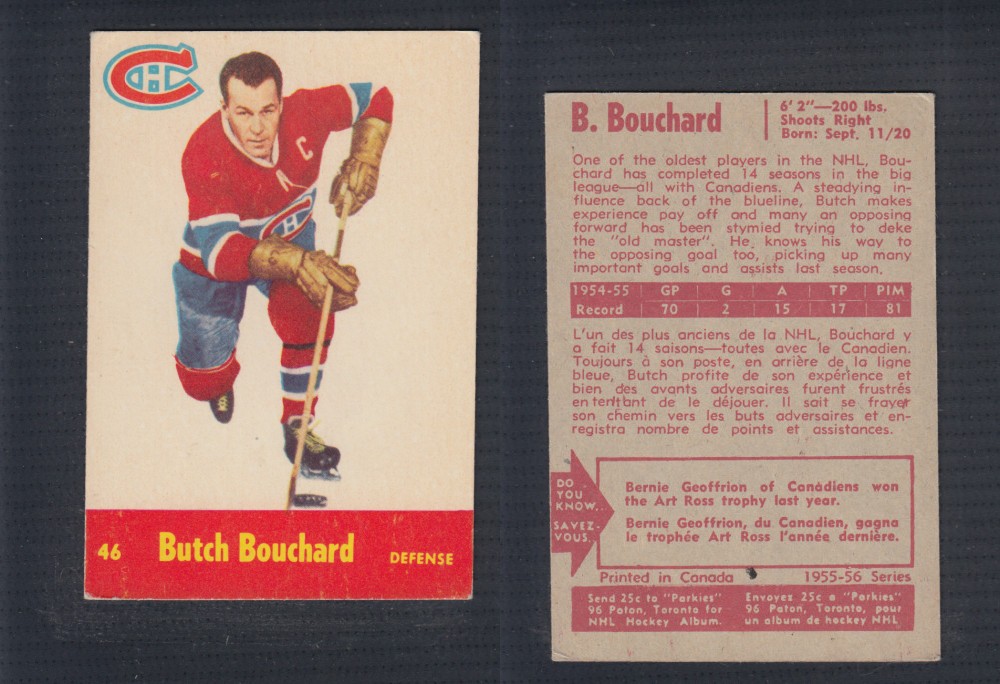 C
46 Butch Bouchard DEFENSE
B. Bouchard
6' 2"—200 lbs.
Shoots Right
Born: Sept. 11/20
One of the oldest players in the NHL, Bou-
chard has completed 14 seasons in the big
league—all with Canadiens. A steadying in-
fluence back of the blueline, Butch makes
experience pay off and many an opposing
forward has been stymied trying to deke
the "old master". He knows his way to
the opposing goal too, picking up many
important goals and assists last season.
1954-55 GP G A TP PIM
Record 70 2 15 17 81
L'un des plus anciens de la NHL, Bouchard y
a fait 14 saisons—toutes avec le Canadien.
Toujours à son poste, en arrière de la ligne
bleue, Butch profite de son expérience et
bien des avants adversaires furent frustrés
en tentant de le déjouer. Il sait se frayer
son chemin vers les buts adversaires et en-
registra nombre de points et assistances.
DO
YOU
KNOW...
SAVEZ-
VOUS.
Bernie Geoffrion of Canadiens won
the Art Ross trophy last year.
Bernie Geoffrion, du Canadien, gagna
le trophée Art Ross l'année dernière.
Printed in Canada 1955-56 Series
Send 25c to "Parkies"
96 Paton, Toronto for
NHL Hockey Album.
Envoyez 25c a "Parkies"
96 Paton, Toronto, pour
un album de hockey NHL